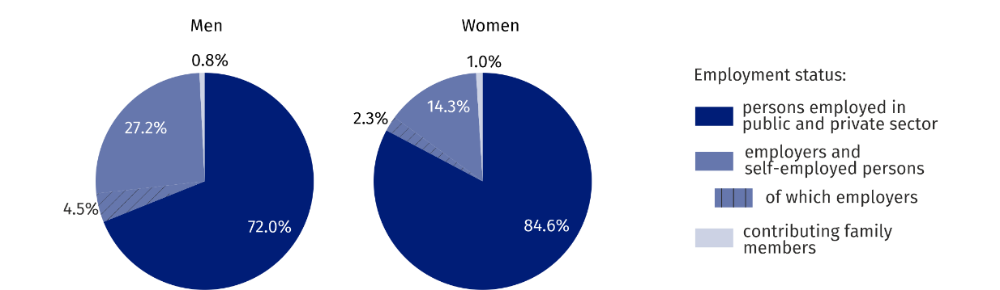 Men
Women
0.8%
1.0%
27.2%
4.5%
72.0%
14.3%
2.3%
84.6%
Employment status:
persons employed in
public and private sector
employers and
self-employed persons
of which employers
contributing family
members